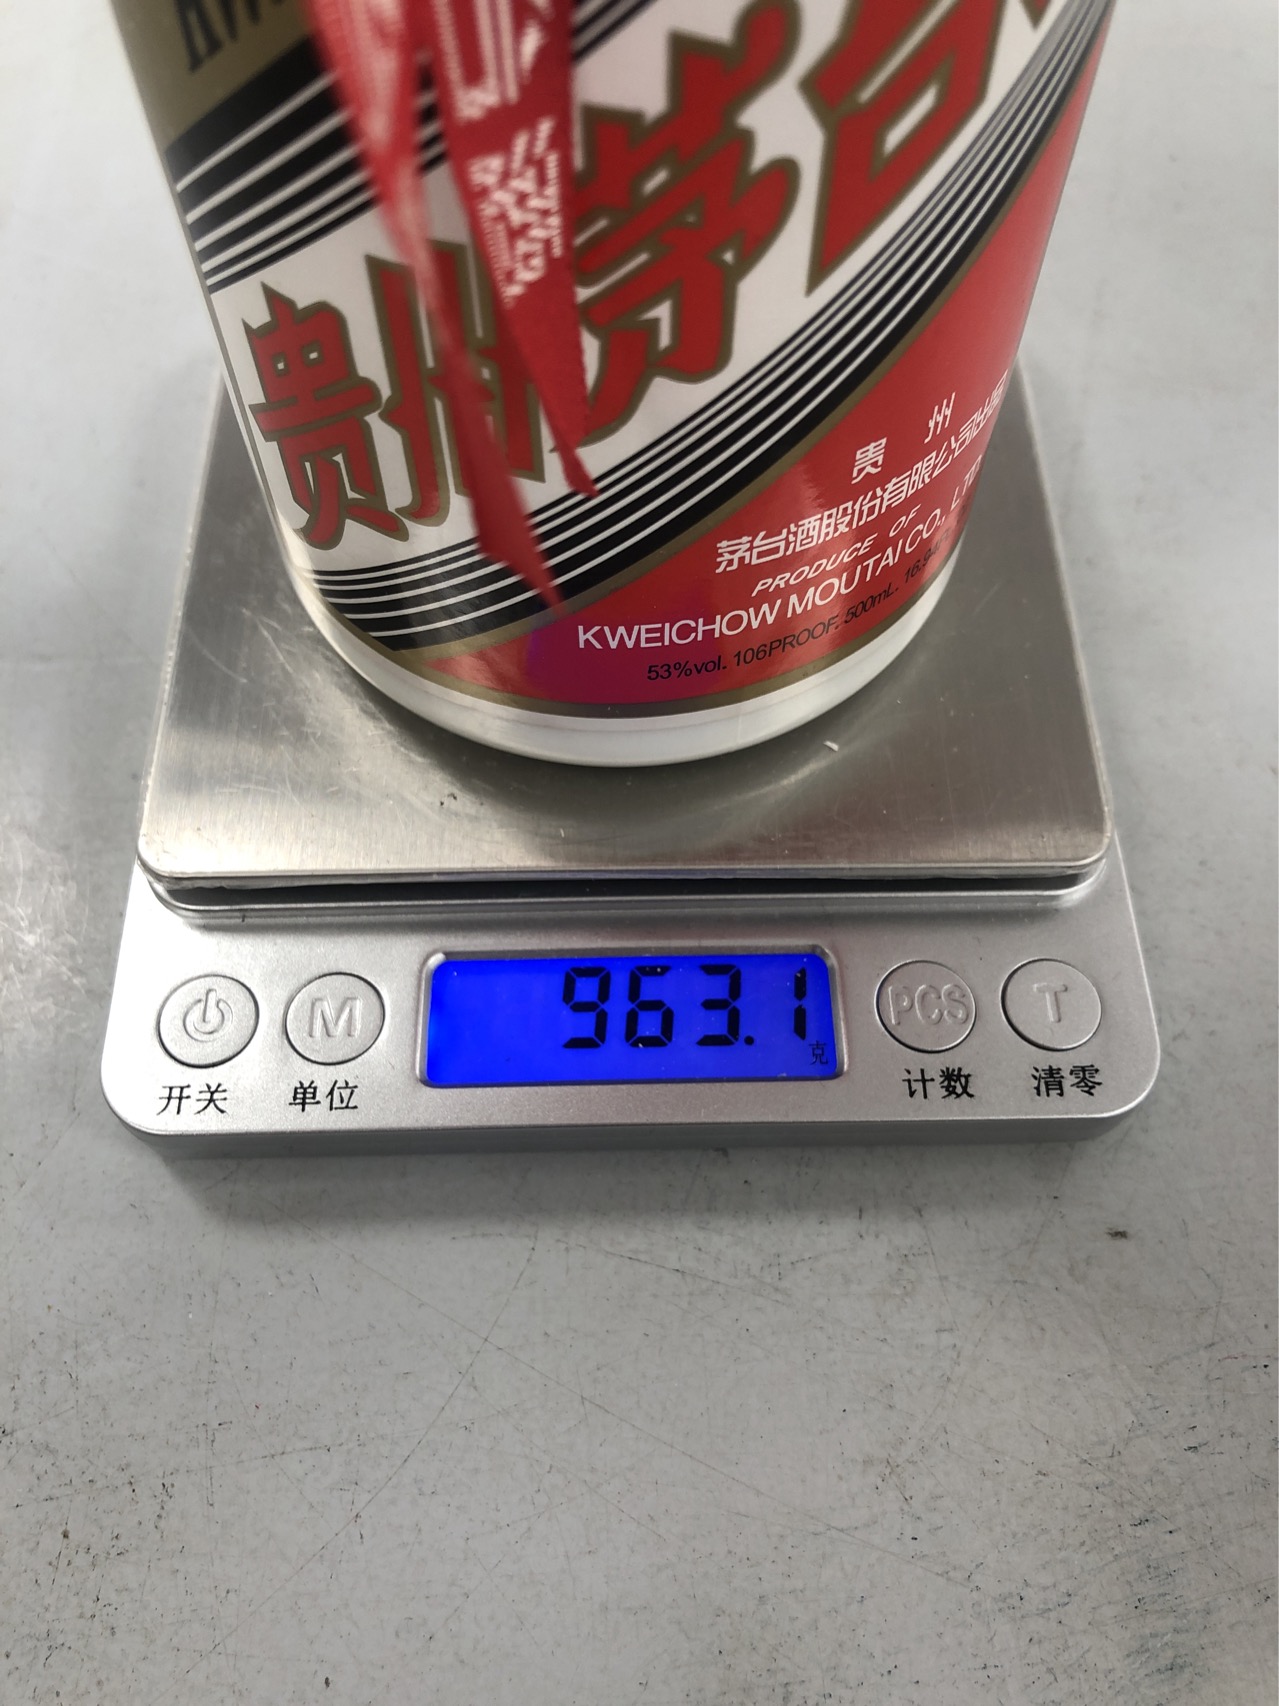 贵州茅台
贵州
茅台酒股份有限公司出品
PRODUCE OF
KWEICHOW MOUTAI CO., LTD
53%vol. 106PROOF. 500mL.
963.1
克
M
PCS
T
开关
单位
计数
清零